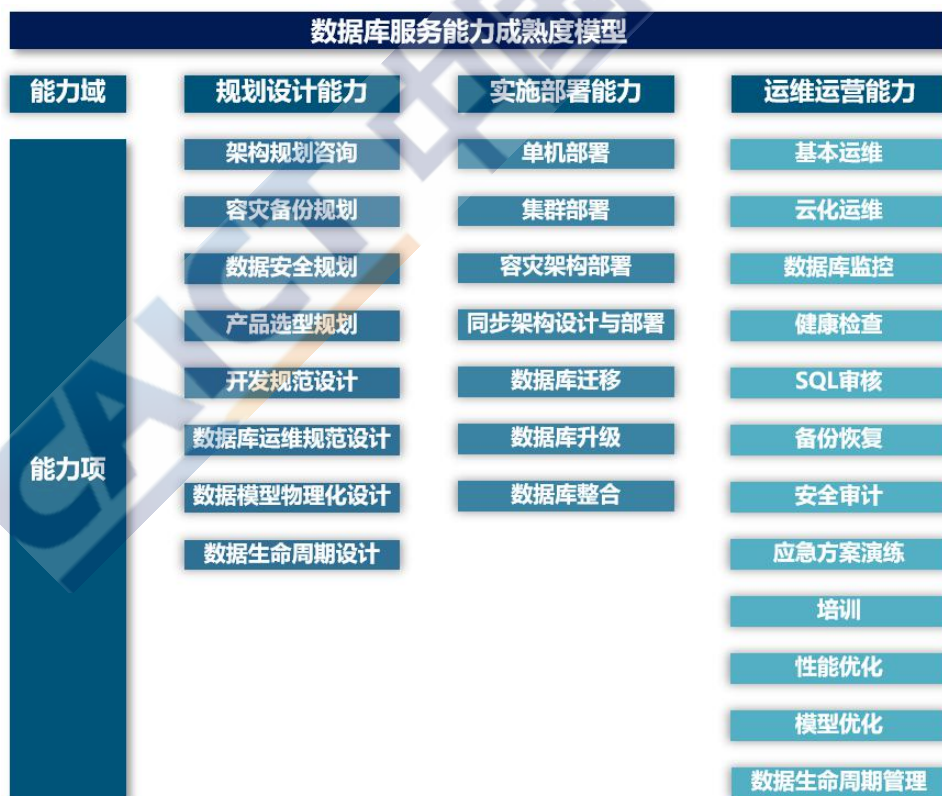 数据库服务能力成熟度模型
能力域
规划设计能力
实施部署能力
运维运营能力
能力项
架构规划咨询
单机部署
基本运维
容灾备份规划
集群部署
云化运维
数据安全规划
容灾架构部署
数据库监控
产品选型规划
同步架构设计与部署
健康检查
开发规范设计
数据库迁移
SQL审核
数据库运维规范设计
数据库升级
备份恢复
数据模型物理化设计
数据库整合
安全审计
数据生命周期设计
应急方案演练
培训
性能优化
模型优化
数据生命周期管理
CAICT 中国